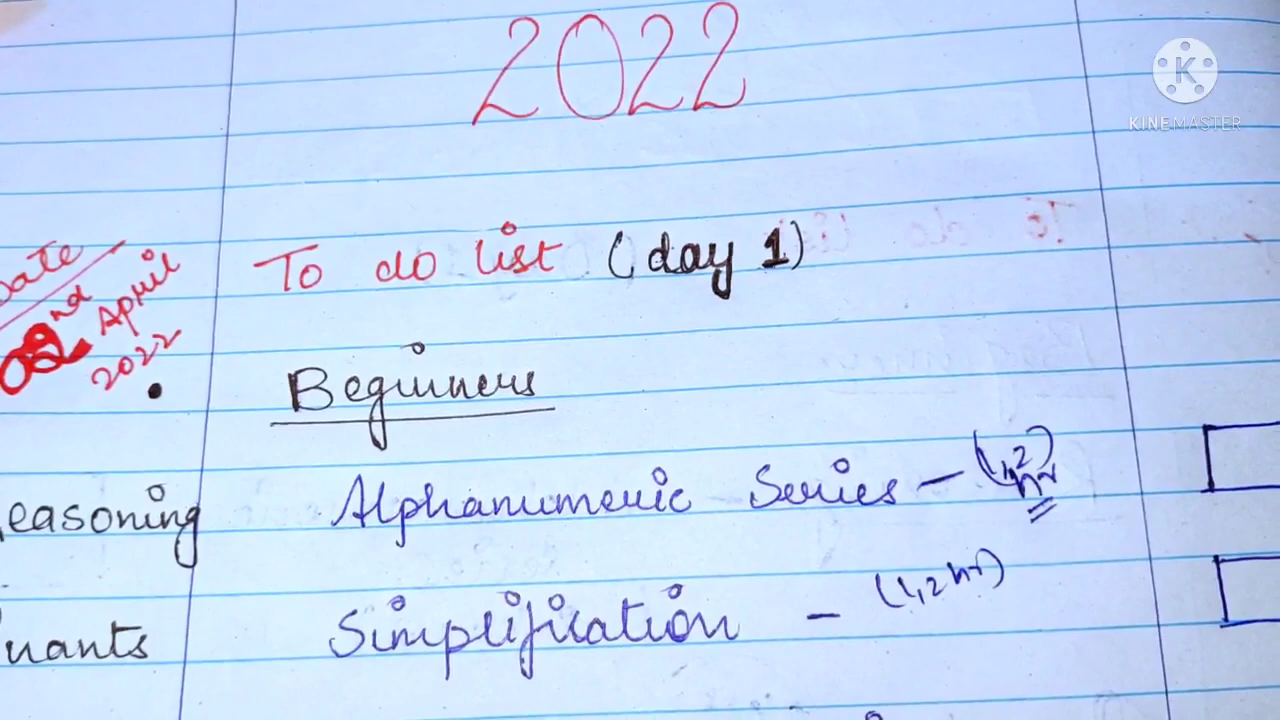 2022
KINEMASTER
Date
02nd April 2022
To do list (day 1)
Beginners
easoning Alphanumeric Series - (1,2 hr)
uants Simplification - (1,2 hr)